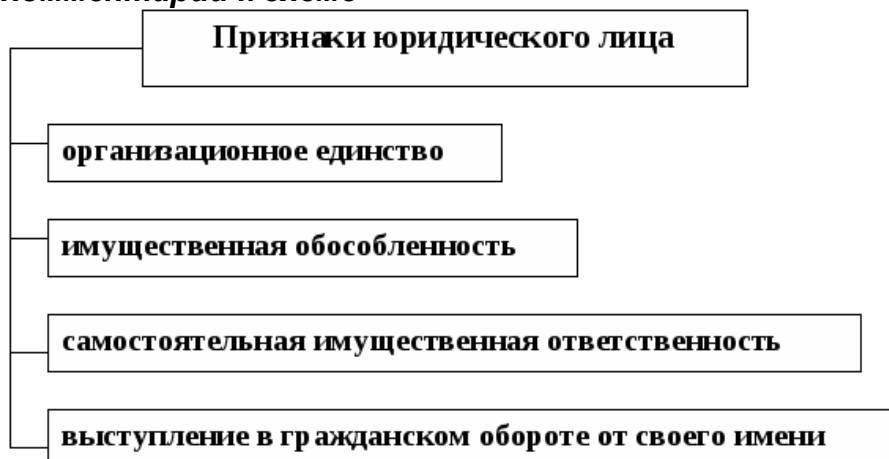 Признаки юридического лица
организационное единство
имущественная обособленность
самостоятельная имущественная ответственность
выступление в гражданском обороте от своего имени